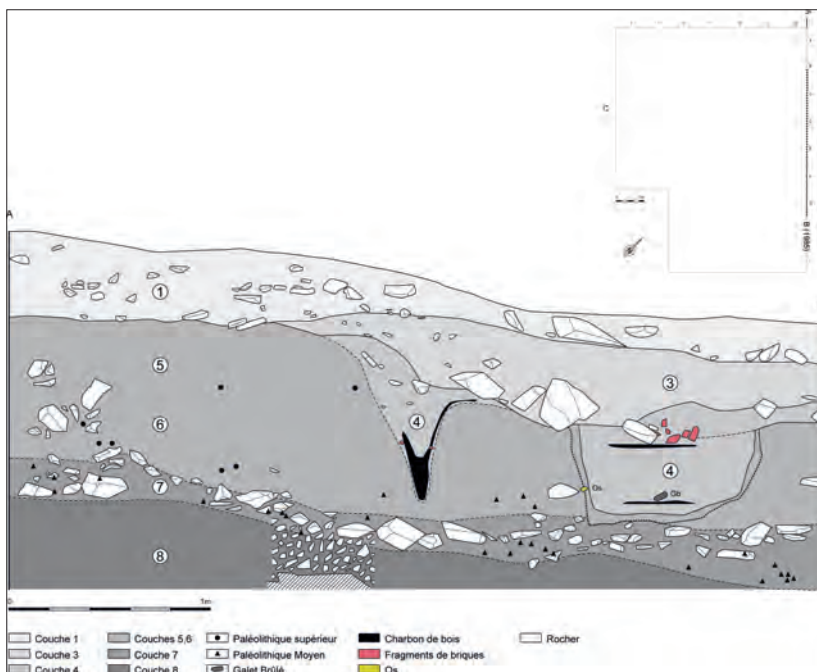 A
B (1985)
1
5
3
4
6
4
Os
Gb
7
8
0
1m
Couche 1
Couches 5,6
Paléolithique supérieur
Charbon de bois
Rocher
Couche 3
Couche 7
Paléolithique Moyen
Fragments de briques
Couche 4
Couche 8
Galet Brûlé
Os